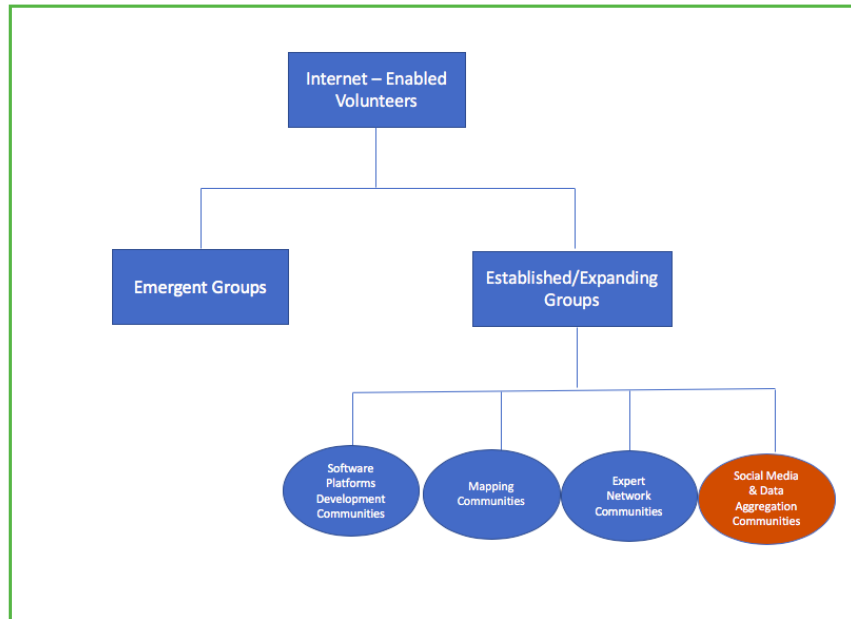 Internet – Enabled
Volunteers
Emergent Groups
Established/Expanding
Groups
Software
Platforms
Development
Communities
Mapping
Communities
Expert
Network
Communities
Social Media
& Data
Aggregation
Communities